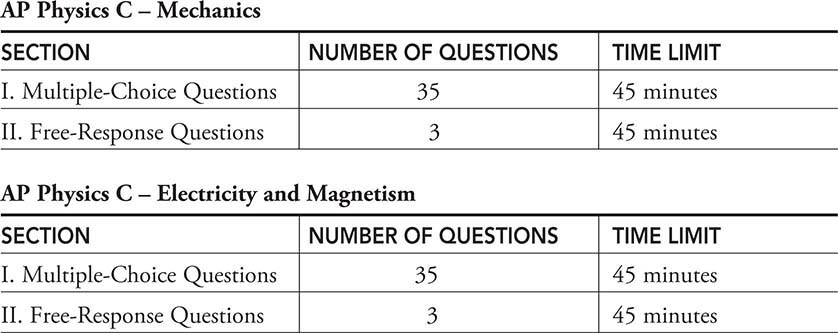 AP Physics C – Mechanics
SECTION NUMBER OF QUESTIONS TIME LIMIT
I. Multiple-Choice Questions 35 45 minutes
II. Free-Response Questions 3 45 minutes
AP Physics C – Electricity and Magnetism
SECTION NUMBER OF QUESTIONS TIME LIMIT
I. Multiple-Choice Questions 35 45 minutes
II. Free-Response Questions 3 45 minutes